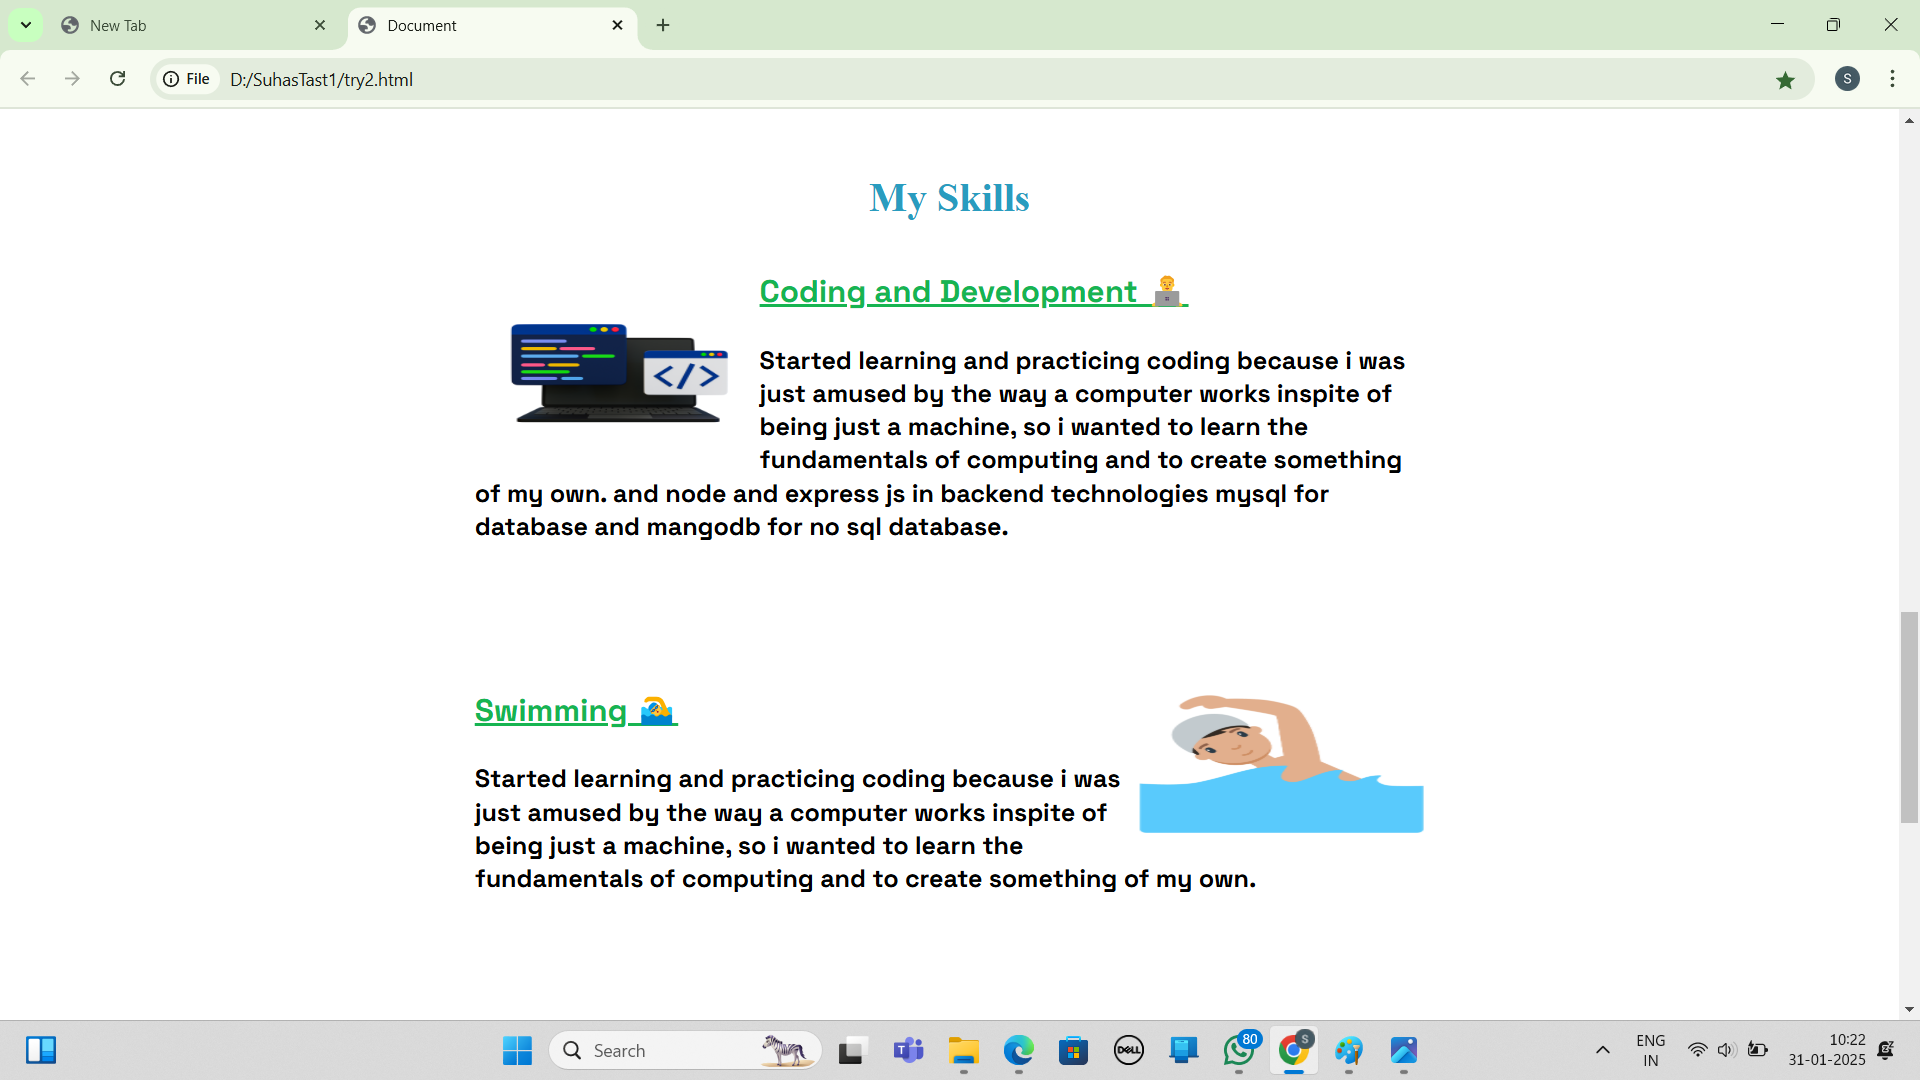 New Tab
Document
File
D:/SuhasTast1/try2.html
S
My Skills
Coding and Development
</>
Started learning and practicing coding because i was
just amused by the way a computer works inspite of
being just a machine, so i wanted to learn the
fundamentals of computing and to create something
of my own. and node and express js in backend technologies mysql for
database and mangodb for no sql database.
Swimming
Started learning and practicing coding because i was
just amused by the way a computer works inspite of
being just a machine, so i wanted to learn the
fundamentals of computing and to create something of my own.
Search
DELL
80
S
ENG
IN
10:22
31-01-2025